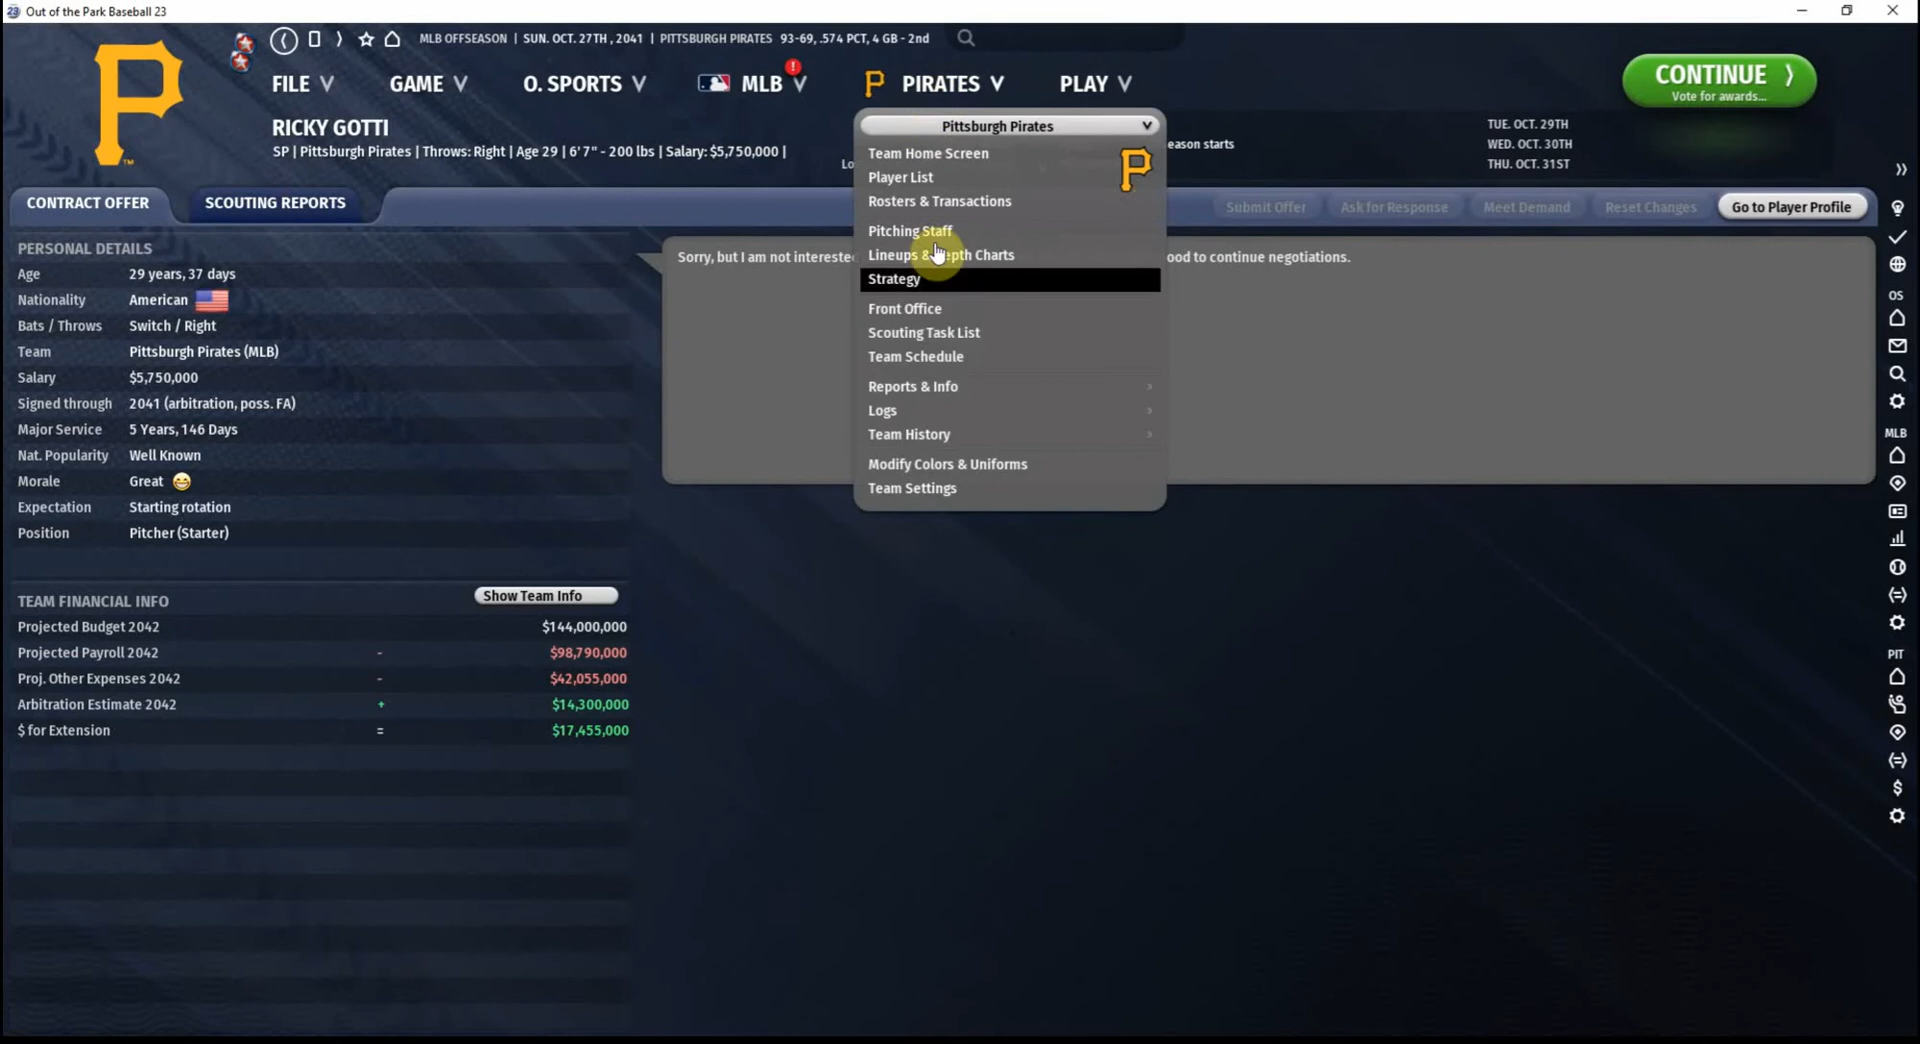 Out of the Park Baseball 23
MLB OFFSEASON | SUN. OCT. 27TH , 2041 | PITTSBURGH PIRATES 93-69, .574 PCT, 4 GB - 2nd
FILE GAME O. SPORTS MLB PIRATES PLAY
CONTINUE
Vote for awards...
RICKY GOTTI
SP | Pittsburgh Pirates | Throws: Right | Age 29 | 6' 7" - 200 lbs | Salary: $5,750,000 |
Lo
eason starts
TUE. OCT. 29TH
WED. OCT. 30TH
THU. OCT. 31ST
CONTRACT OFFER SCOUTING REPORTS
Submit Offer Ask for Response Meet Demand Reset Changes Go to Player Profile
Pittsburgh Pirates
Team Home Screen
Player List
Rosters & Transactions
Pitching Staff
Lineups & Depth Charts
Strategy
Front Office
Scouting Task List
Team Schedule
Reports & Info
Logs
Team History
Modify Colors & Uniforms
Team Settings
PERSONAL DETAILS
Age 29 years, 37 days
Nationality American
Bats / Throws Switch / Right
Team Pittsburgh Pirates (MLB)
Salary $5,750,000
Signed through 2041 (arbitration, poss. FA)
Major Service 5 Years, 146 Days
Nat. Popularity Well Known
Morale Great
Expectation Starting rotation
Position Pitcher (Starter)
Sorry, but I am not intereste ood to continue negotiations.
TEAM FINANCIAL INFO Show Team Info
Projected Budget 2042 $144,000,000
Projected Payroll 2042 - $98,790,000
Proj. Other Expenses 2042 - $42,055,000
Arbitration Estimate 2042 + $14,300,000
$ for Extension = $17,455,000
OS
MLB
PIT